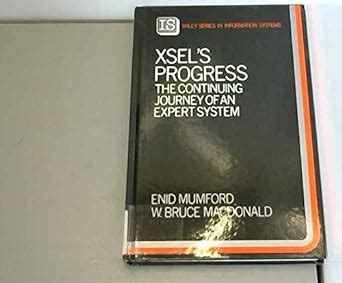 IS WILEY SERIES IN INFORMATION SYSTEMS
XSEL'S
PROGRESS
THE CONTINUING
JOURNEY OF AN
EXPERT SYSTEM
ENID MUMFORD
W. BRUCE MACDONALD